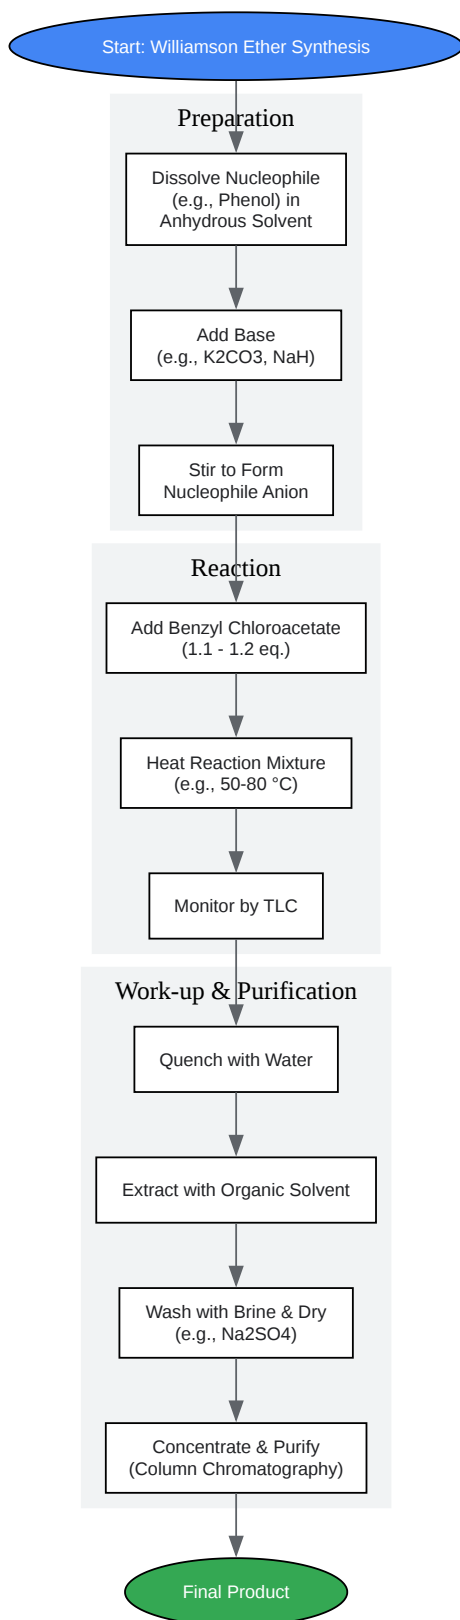 Start: Williamson Ether Synthesis
Preparation
Dissolve Nucleophile
(e.g., Phenol) in
Anhydrous Solvent
Add Base
(e.g., K2CO3, NaH)
Stir to Form
Nucleophile Anion
Reaction
Add Benzyl Chloroacetate
(1.1 - 1.2 eq.)
Heat Reaction Mixture
(e.g., 50-80 °C)
Monitor by TLC
Work-up & Purification
Quench with Water
Extract with Organic Solvent
Wash with Brine & Dry
(e.g., Na2SO4)
Concentrate & Purify
(Column Chromatography)
Final Product